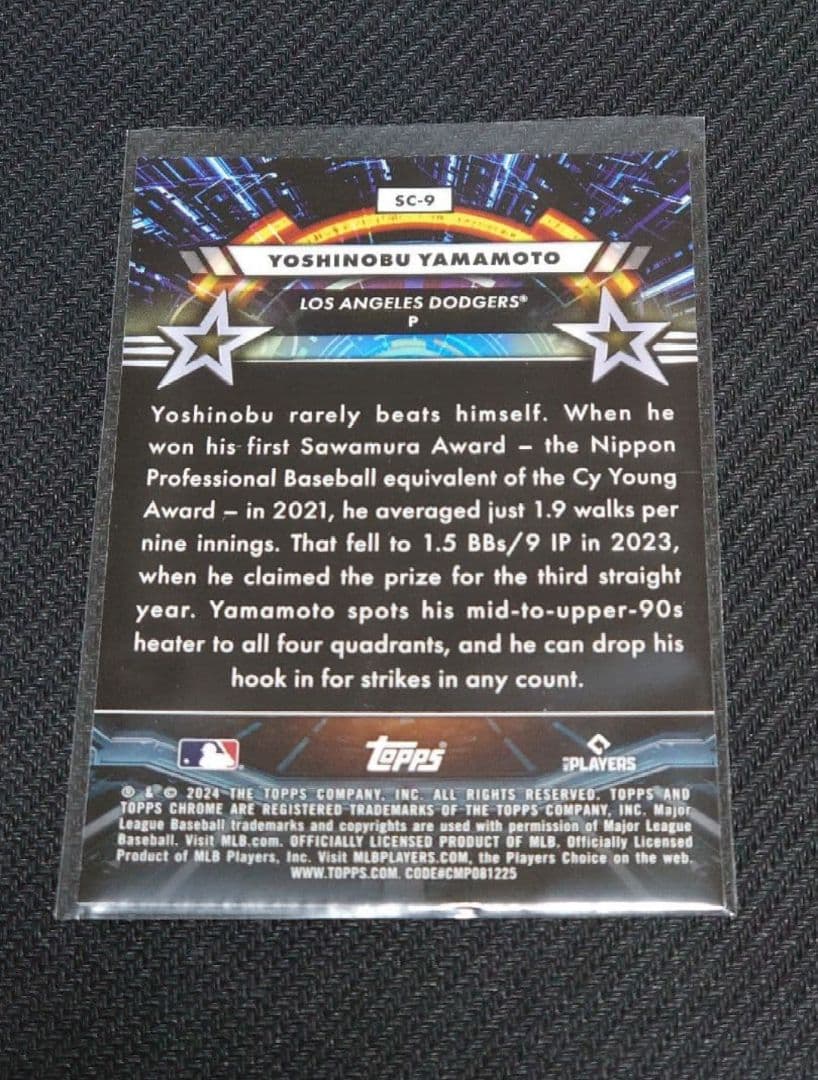 SC-9
YOSHINOBU YAMAMOTO
LOS ANGELES DODGERS®
P
Yoshinobu rarely beats himself. When he
won his first Sawamura Award – the Nippon
Professional Baseball equivalent of the Cy Young
Award – in 2021, he averaged just 1.9 walks per
nine innings. That fell to 1.5 BBs/9 IP in 2023,
when he claimed the prize for the third straight
year. Yamamoto spots his mid-to-upper-90s
heater to all four quadrants, and he can drop his
hook in for strikes in any count.
topps
PLAYERS
® & © 2024 THE TOPPS COMPANY, INC. ALL RIGHTS RESERVED. TOPPS AND
TOPPS CHROME ARE REGISTERED TRADEMARKS OF THE TOPPS COMPANY, INC. Major
League Baseball trademarks and copyrights are used with permission of Major League
Baseball. Visit MLB.com. OFFICIALLY LICENSED PRODUCT OF MLB. Officially Licensed
Product of MLB Players, Inc. Visit MLBPLAYERS.COM, the Players Choice on the web.
WWW.TOPPS.COM. CODE#CMP081225